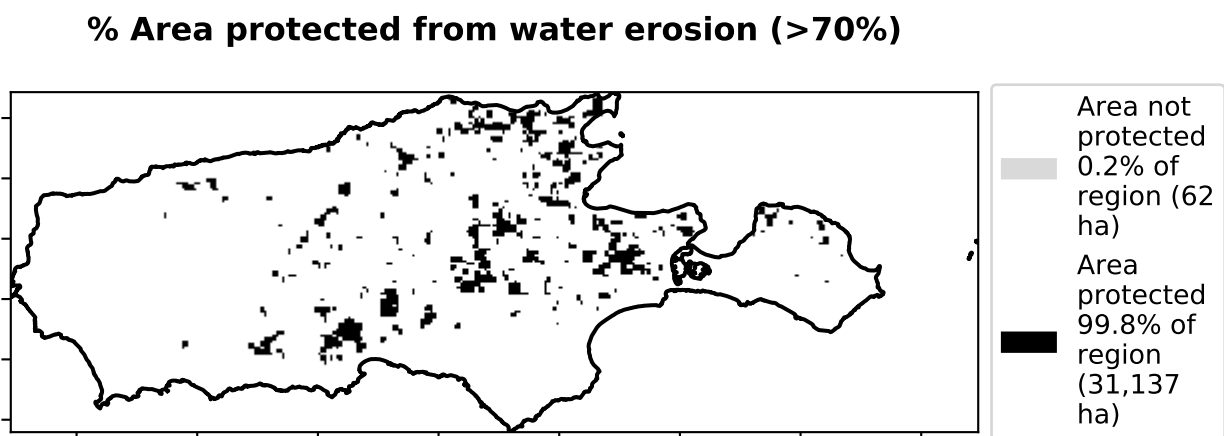 % Area protected from water erosion (>70%)
Area not
protected
0.2% of
region (62
ha)
Area
protected
99.8% of
region
(31,137
ha)